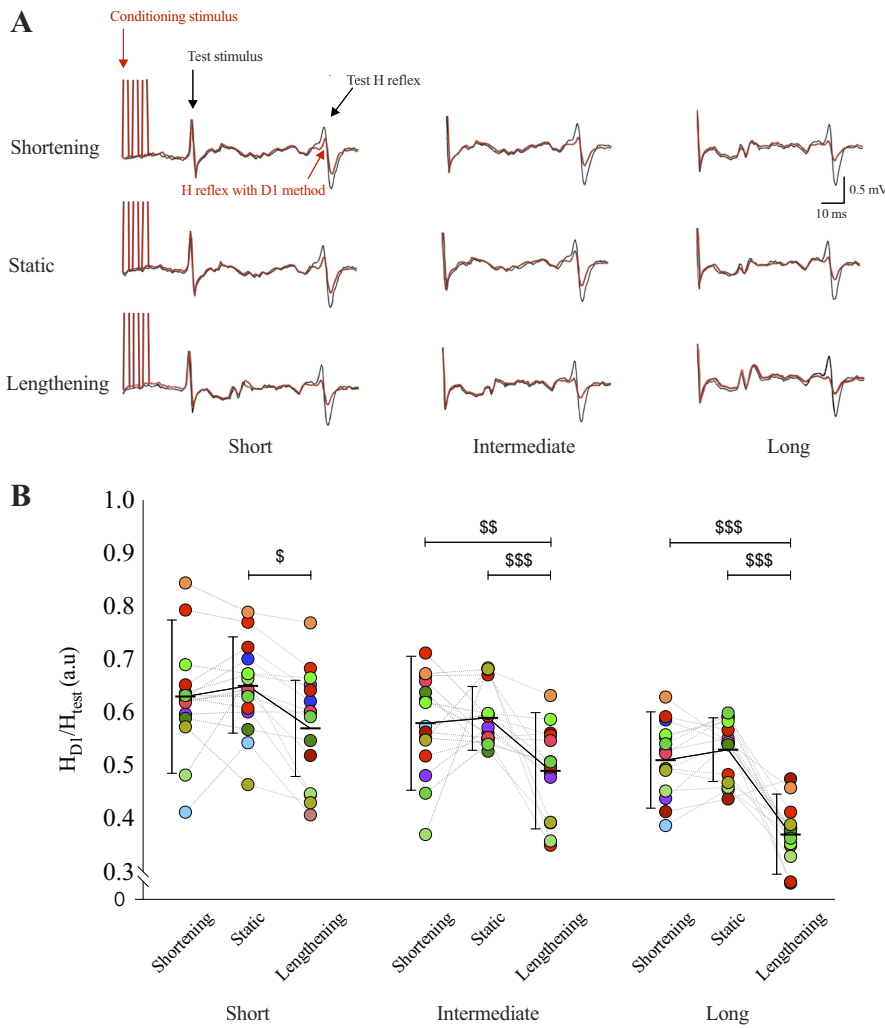 A
Conditioning stimulus
Test stimulus
Test H reflex
Shortening
H reflex with D1 method
0.5 mV
10 ms
Static
Lengthening
Short
Intermediate
Long
B
H_D1/H_test (a.u)
1.0
0.9
0.8
0.7
0.6
0.5
0.4
0.3
0
$
$$
$$$
$$$
$$$
Shortening
Static
Lengthening
Shortening
Static
Lengthening
Shortening
Static
Lengthening
Short
Intermediate
Long